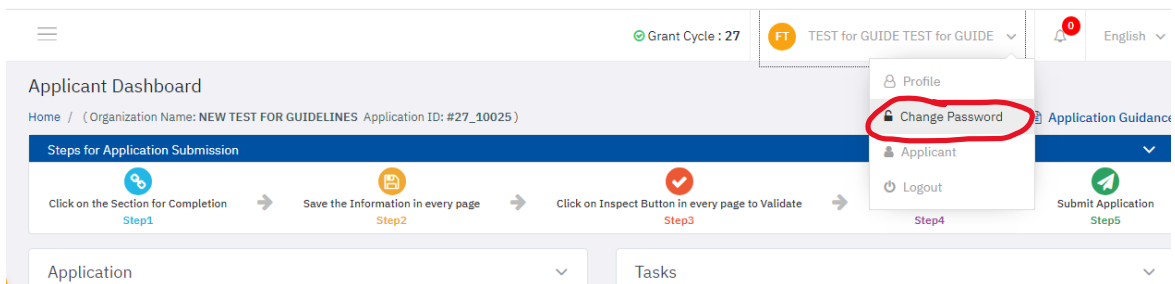 Grant Cycle : 27
FT
TEST for GUIDE TEST for GUIDE
0
English
Profile
Change Password
Applicant
Logout
Applicant Dashboard
Home / ( Organization Name: NEW TEST FOR GUIDELINES Application ID: #27_10025 )
Application Guidance
Steps for Application Submission
Click on the Section for Completion
Step1
Save the Information in every page
Step2
Click on Inspect Button in every page to Validate
Step3
Step4
Submit Application
Step5
Application
Tasks